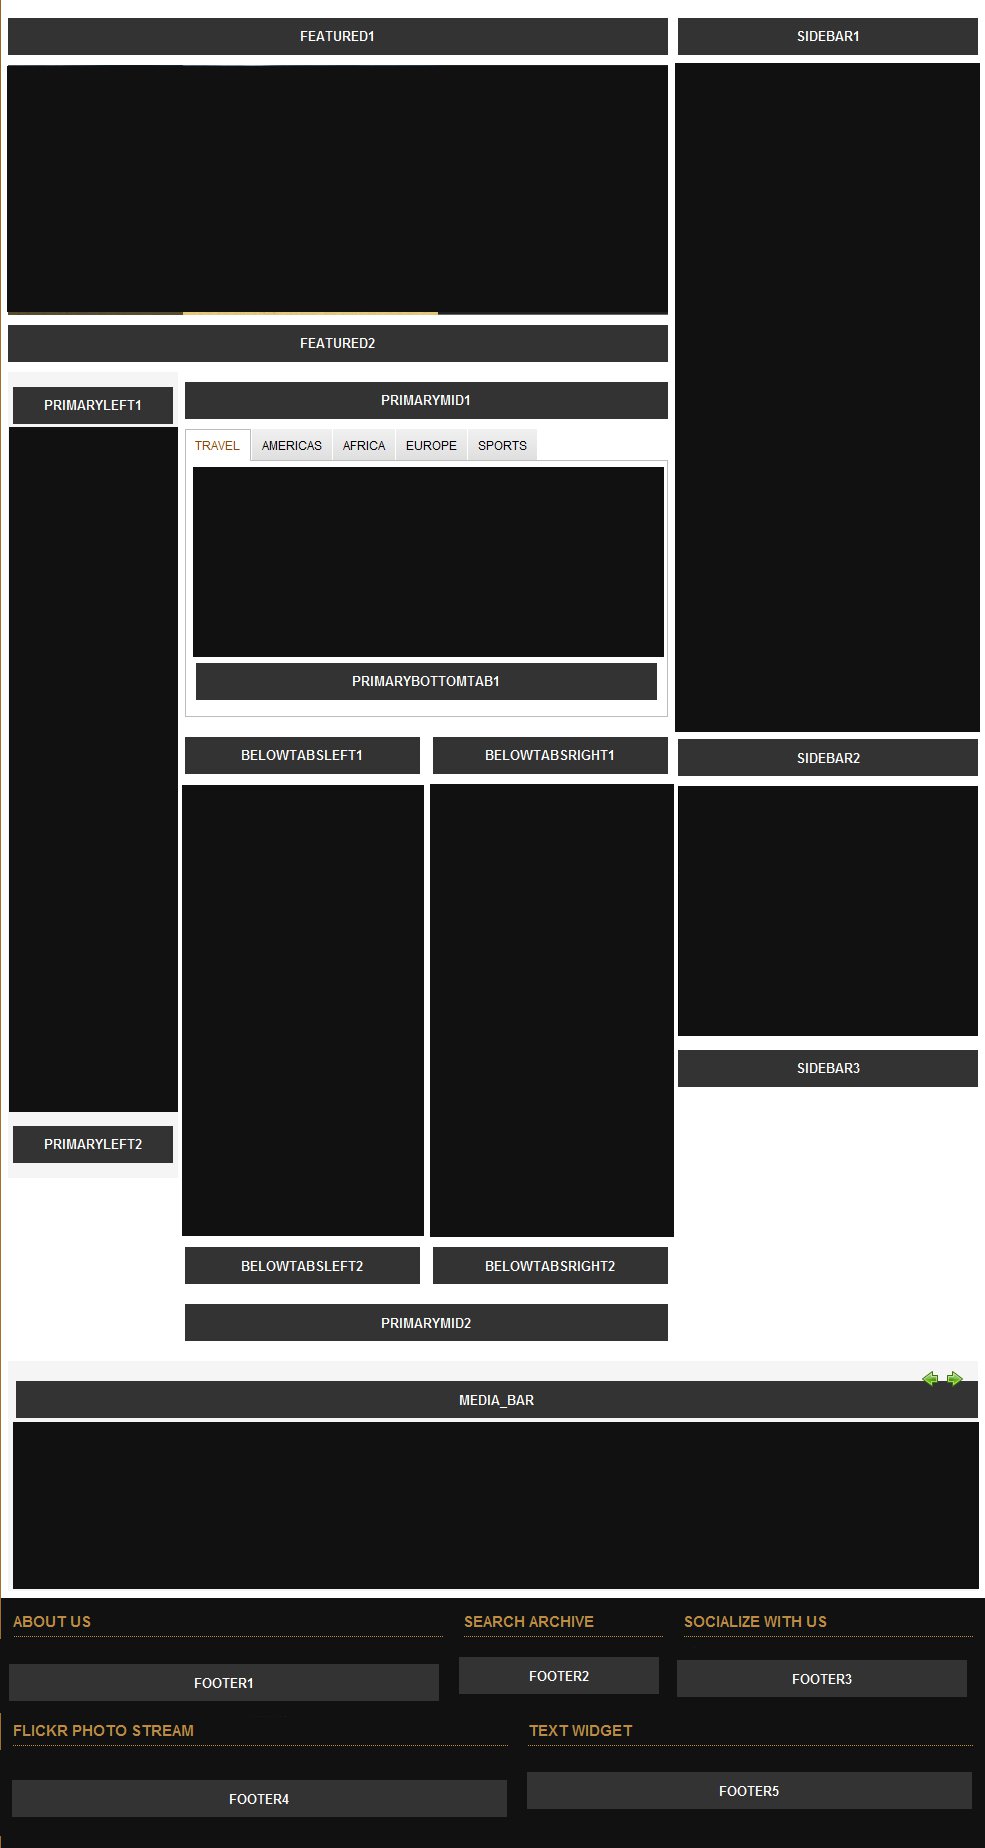 FEATURED1
SIDEBAR1
FEATURED2
PRIMARYLEFT1
PRIMARYMID1
TRAVEL AMERICAS AFRICA EUROPE SPORTS
PRIMARYBOTTOMTAB1
BELOWTABSLEFT1
BELOWTABSRIGHT1
SIDEBAR2
SIDEBAR3
PRIMARYLEFT2
BELOWTABSLEFT2
BELOWTABSRIGHT2
PRIMARYMID2
MEDIA_BAR
ABOUT US
SEARCH ARCHIVE
SOCIALIZE WITH US
FOOTER1
FOOTER2
FOOTER3
FLICKR PHOTO STREAM
TEXT WIDGET
FOOTER4
FOOTER5